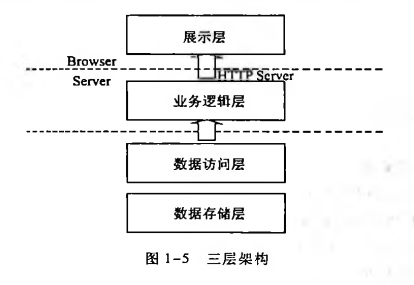 展示层
Browser
HTTP Server
Server
业务逻辑层
数据访问层
数据存储层
图 1-5 三层架构